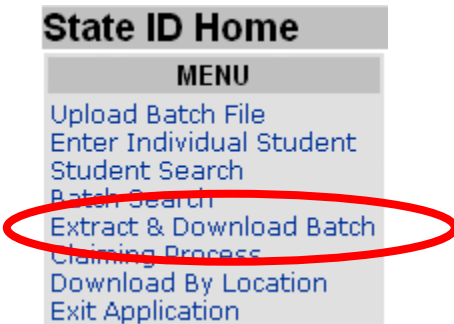 State ID Home
MENU
Upload Batch File
Enter Individual Student
Student Search
Batch Search
Extract & Download Batch
Claiming Process
Download By Location
Exit Application